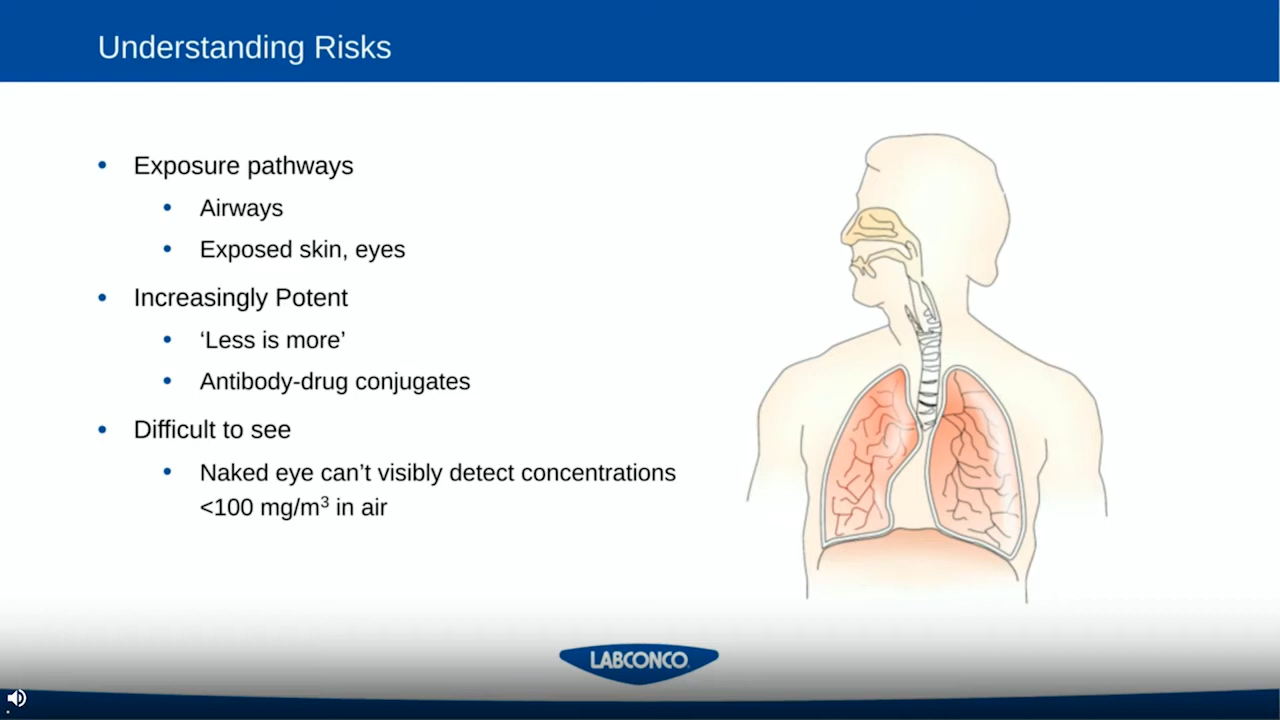 Understanding Risks
• Exposure pathways
• Airways
• Exposed skin, eyes
• Increasingly Potent
• ‘Less is more’
• Antibody-drug conjugates
• Difficult to see
• Naked eye can’t visibly detect concentrations
<100 mg/m³ in air
LABCONCO